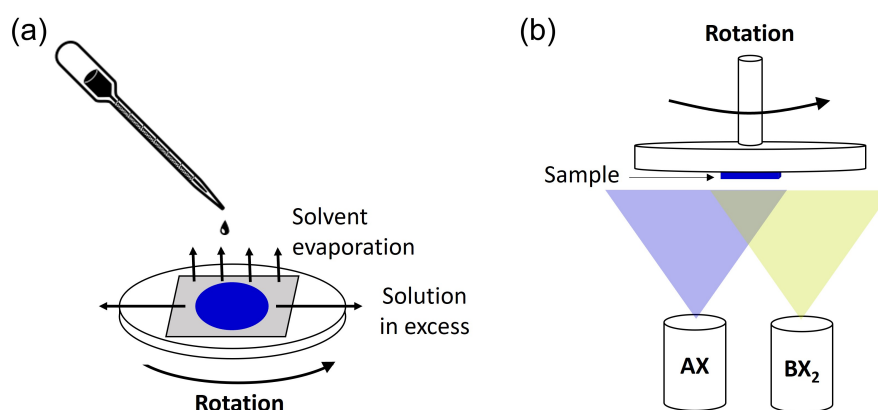 (a)
Solvent
evaporation
Solution
in excess
Rotation
(b)
Rotation
Sample
AX
BX₂